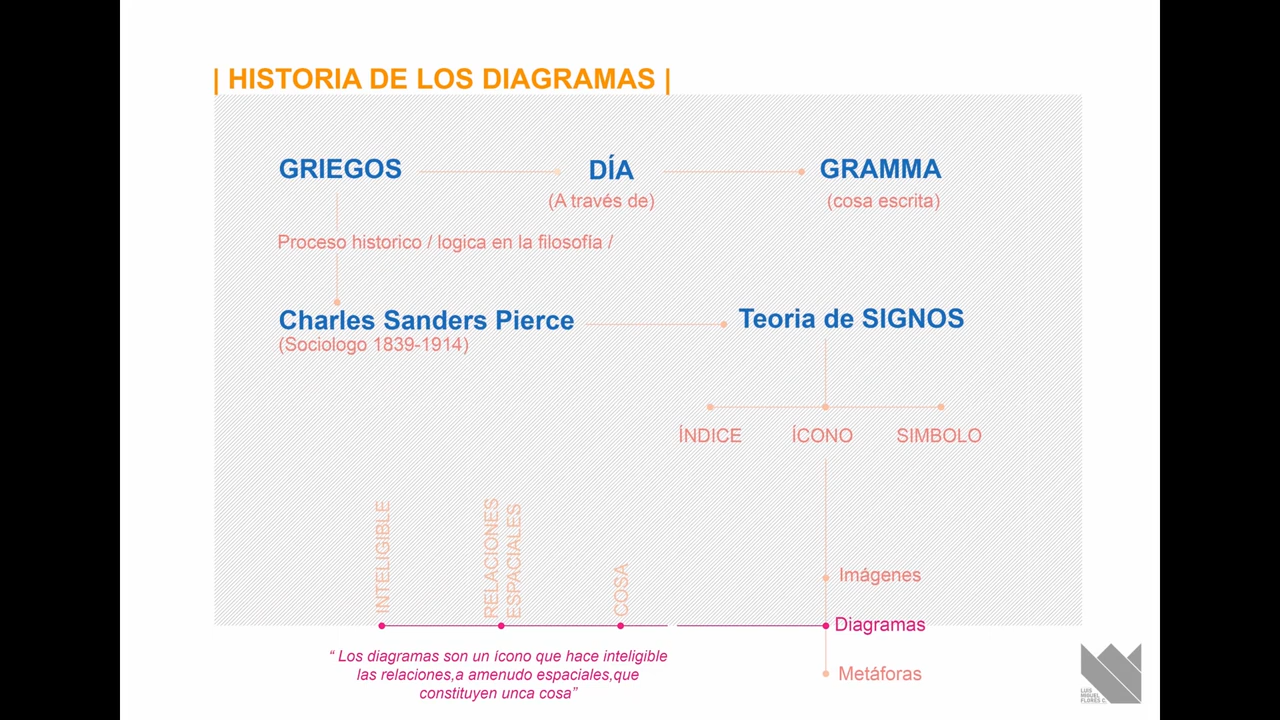 | HISTORIA DE LOS DIAGRAMAS |
GRIEGOS
DÍA
GRAMMA
(A través de)
(cosa escrita)
Proceso historico / logica en la filosofía /
Charles Sanders Pierce
Teoria de SIGNOS
(Sociologo 1839-1914)
ÍNDICE
ÍCONO
SIMBOLO
INTELIGIBLE
RELACIONES
ESPACIALES
COSA
Imágenes
Diagramas
Metáforas
“ Los diagramas son un ícono que hace inteligible
las relaciones,a amenudo espaciales,que
constituyen unca cosa”
LUIS
MIGUEL
FLORES C.